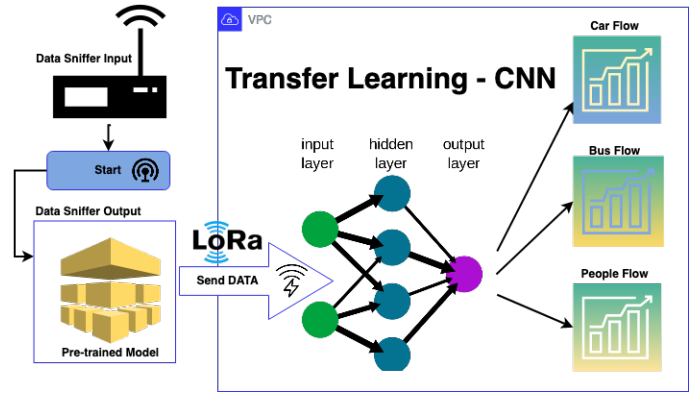 VPC
Data Sniffer Input
Transfer Learning - CNN
Car Flow
input
layer
hidden
layer
output
layer
Start
Bus Flow
Data Sniffer Output
LoRa
Send DATA
People Flow
Pre-trained Model